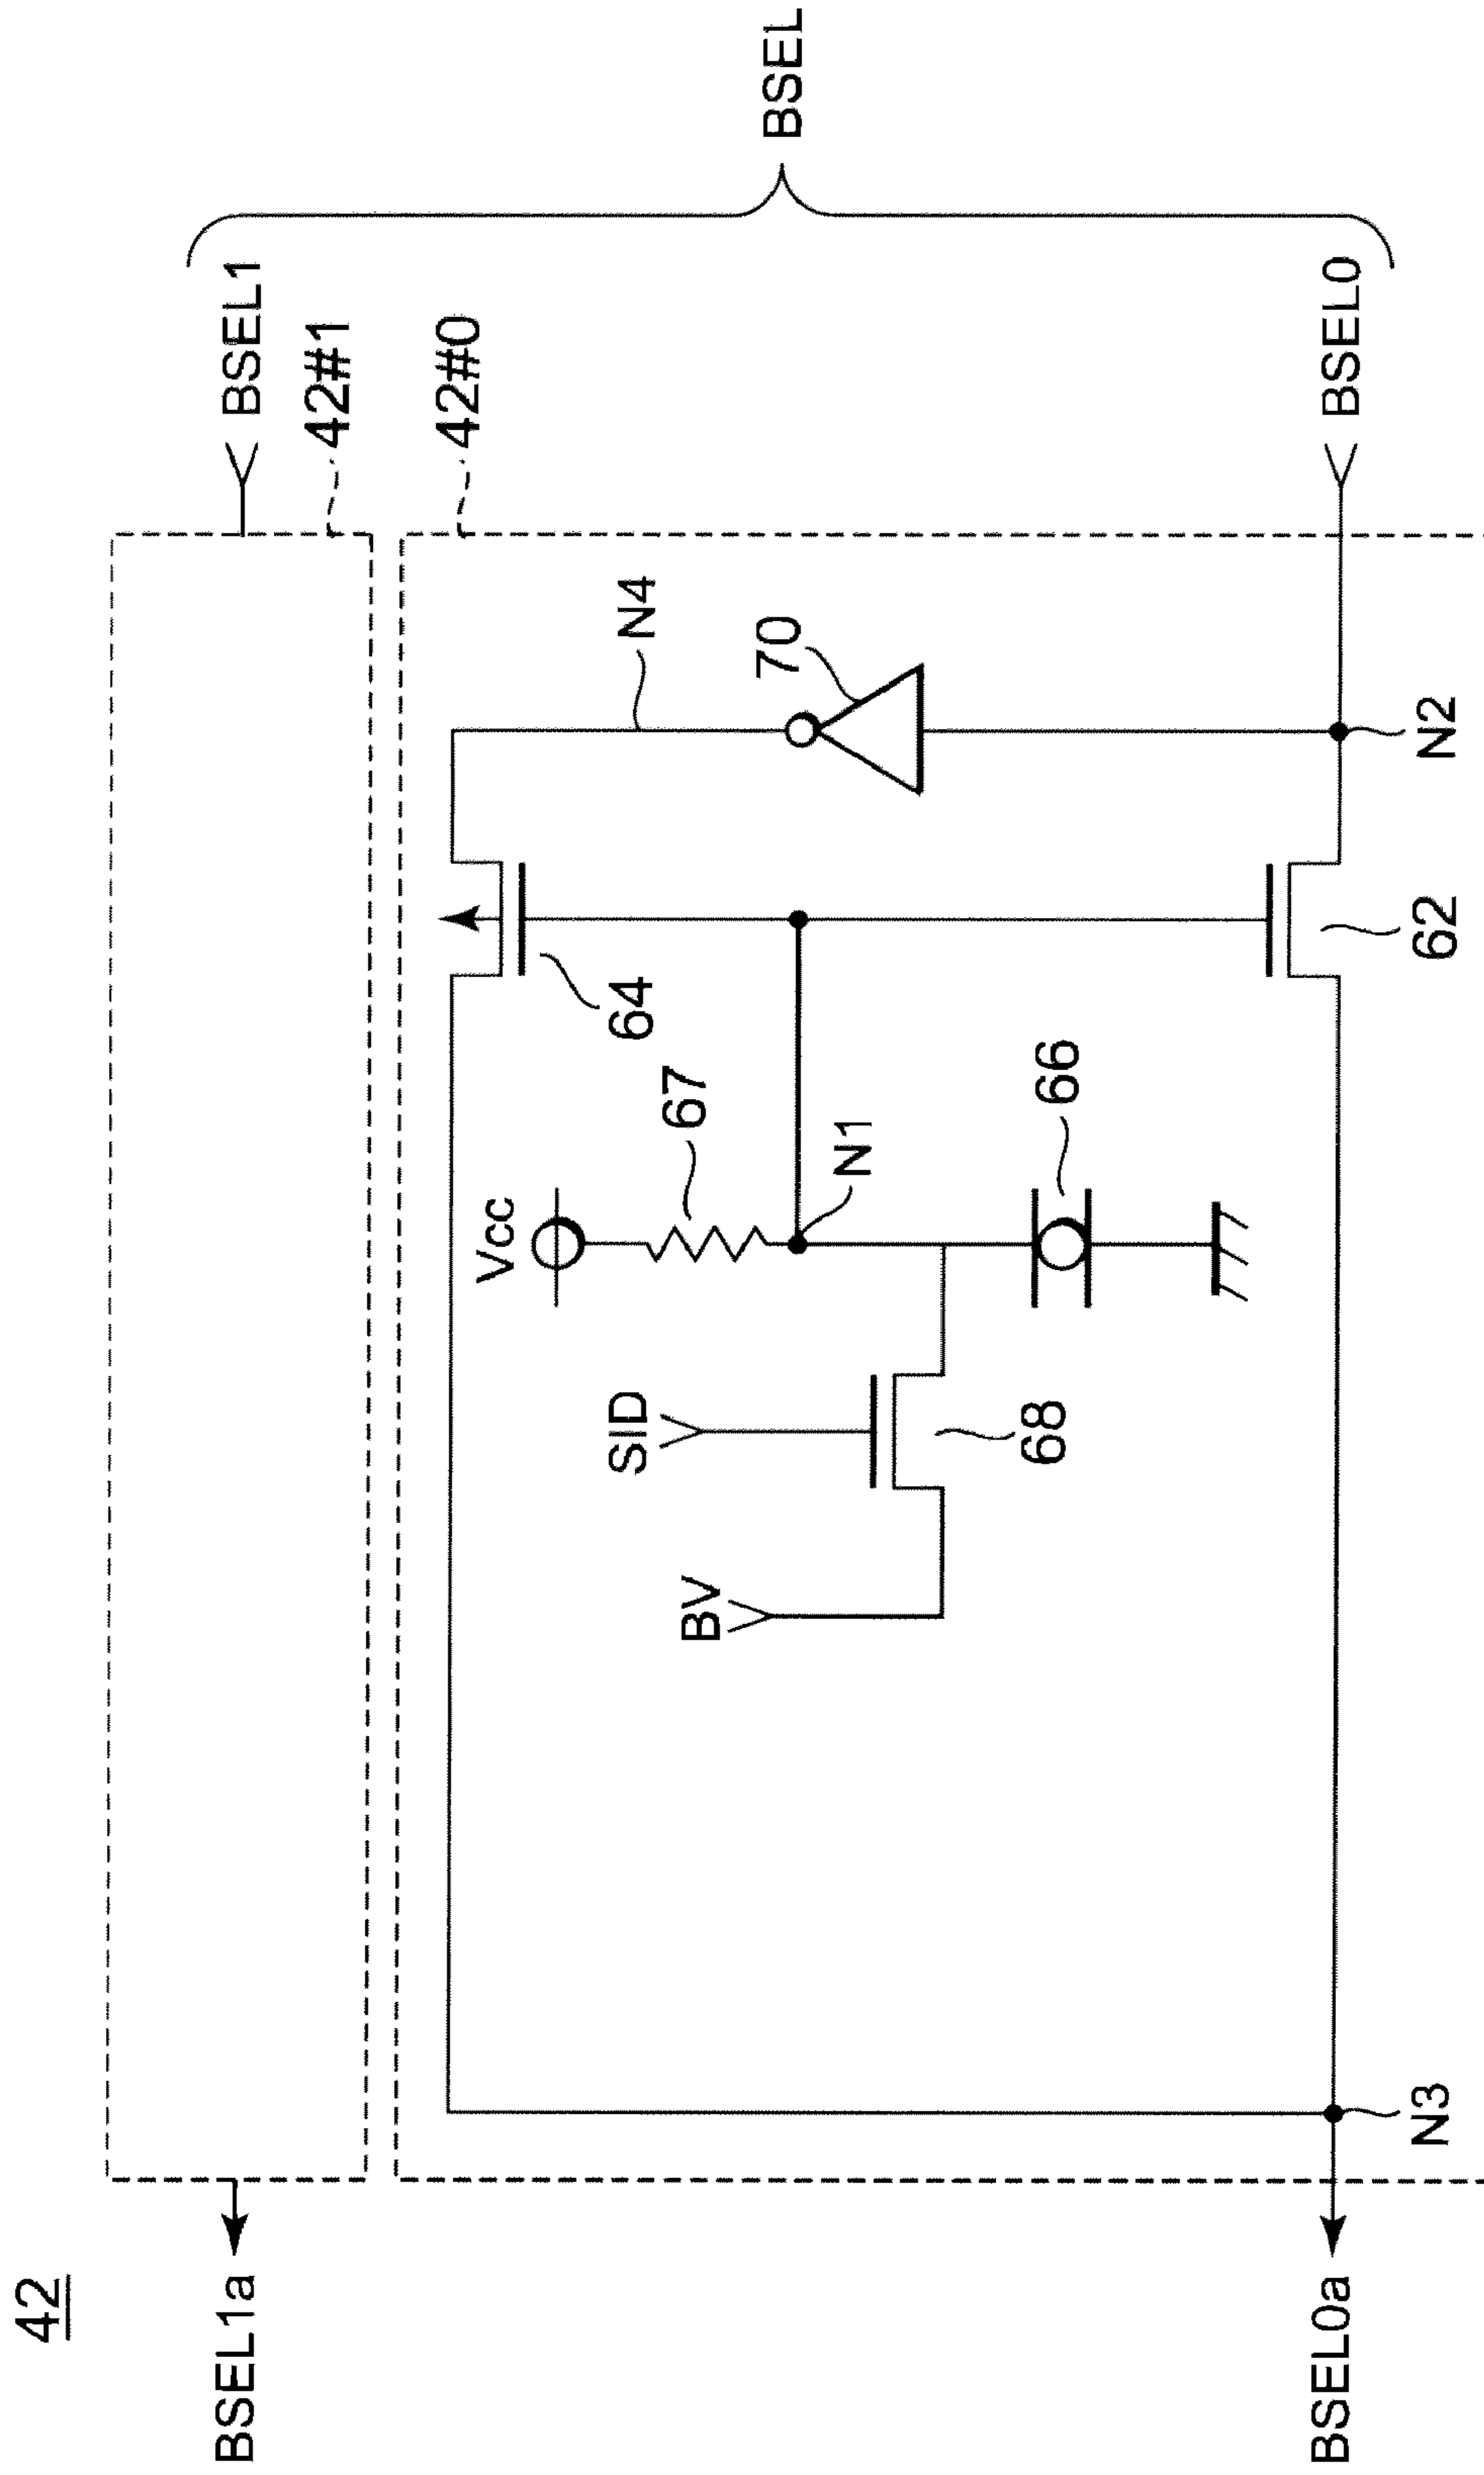 42
BSEL1a
BSEL1
42#1
42#0
BSEL
N4
Vcc
67
64
70
SID
BV
N1
68
66
BSEL0a
N3
62
N2
BSEL0